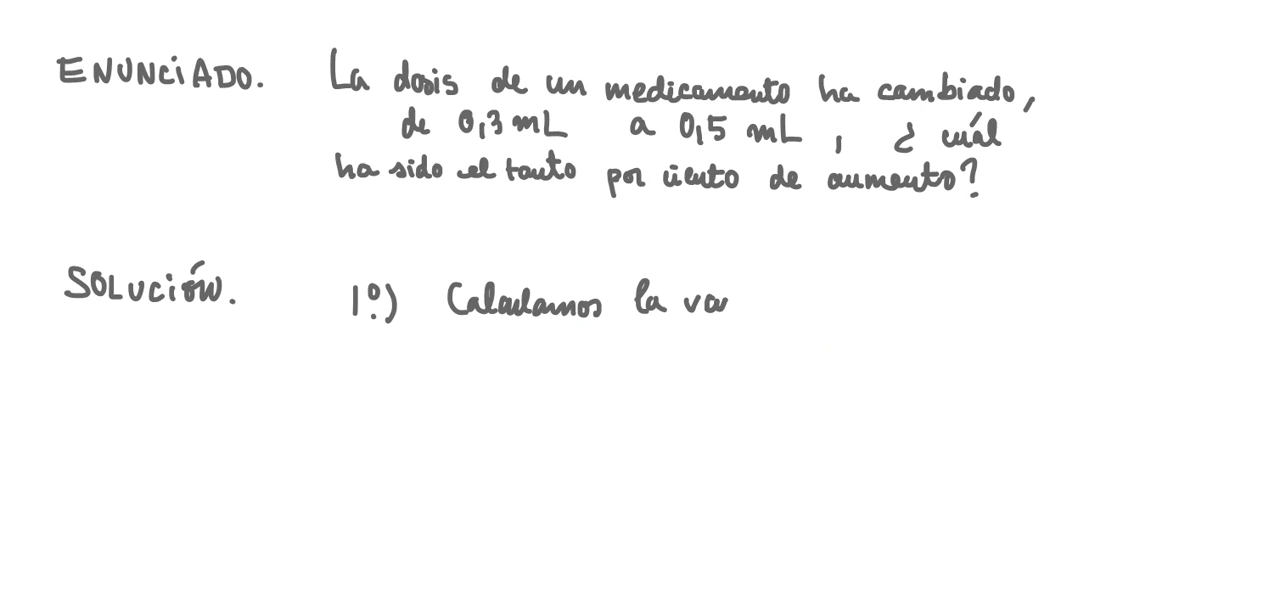 ENUNCIADO. La dosis de un medicamento ha cambiado,
de 0,3 mL a 0,5 mL, ¿cuál
ha sido el tanto por ciento de aumento?
SOLUCIÓN. 1º.) Calculamos la va